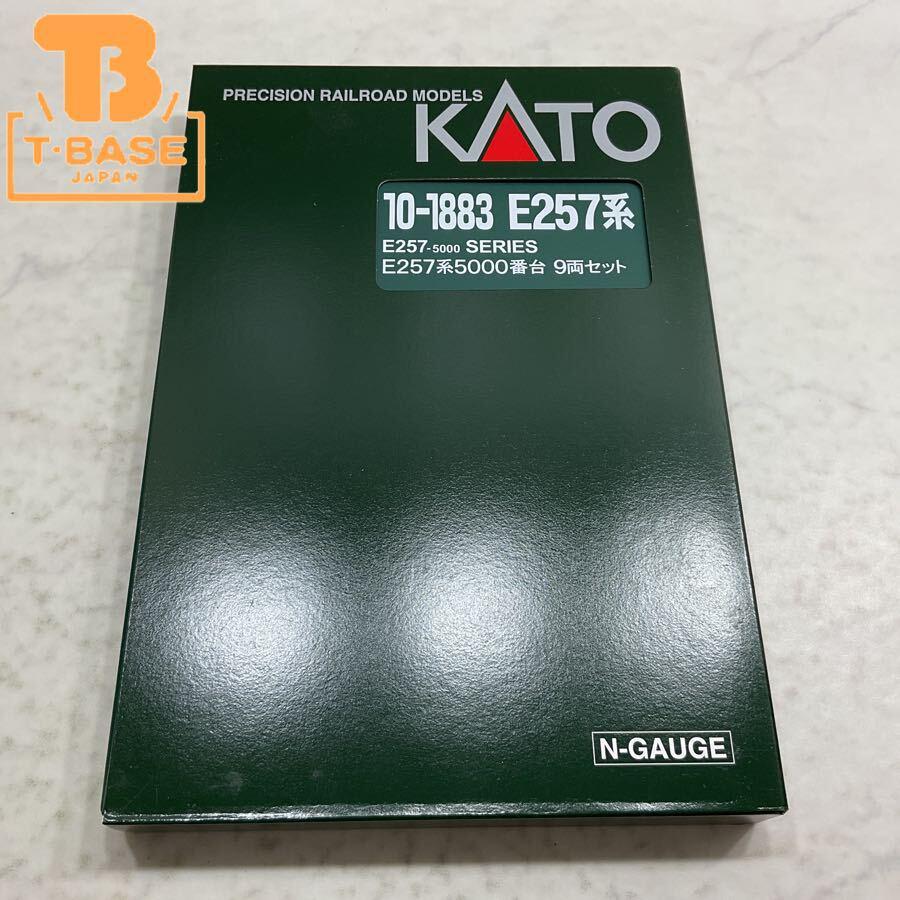 TB
T·BASE
JAPAN
PRECISION RAILROAD MODELS
KATO
10-1883 E257系
E257-5000 SERIES
E257系5000番台 9両セット
N-GAUGE